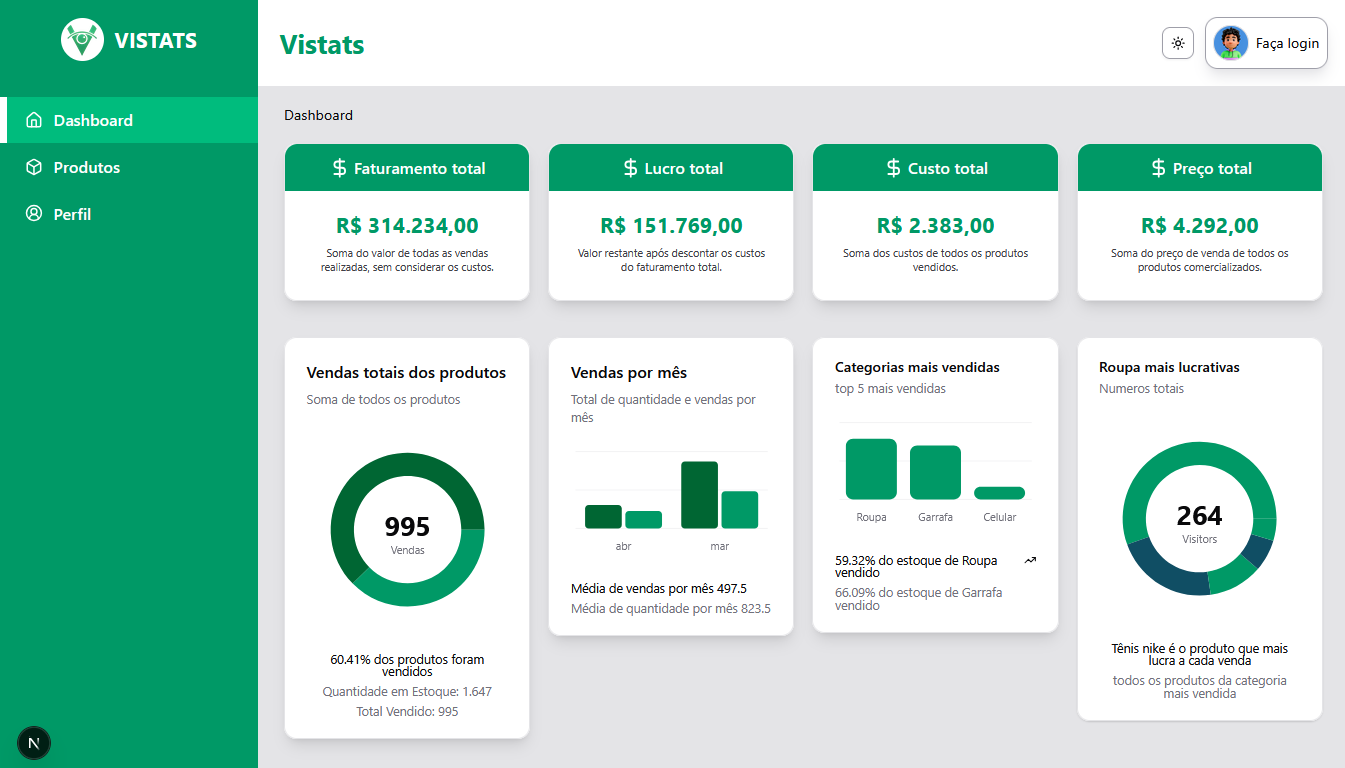 VISTATS
Dashboard
Produtos
Perfil
N
Vistats
Faça login
Dashboard
Faturamento total
R$ 314.234,00
Soma do valor de todas as vendas
realizadas, sem considerar os custos.
Lucro total
R$ 151.769,00
Valor restante após descontar os custos
do faturamento total.
Custo total
R$ 2.383,00
Soma dos custos de todos os produtos
vendidos.
Preço total
R$ 4.292,00
Soma do preço de venda de todos os
produtos comercializados.
Vendas totais dos produtos
Soma de todos os produtos
995
Vendas
60.41% dos produtos foram
vendidos
Quantidade em Estoque: 1.647
Total Vendido: 995
Vendas por mês
Total de quantidade e vendas por
mês
abr
mar
Média de vendas por mês 497.5
Média de quantidade por mês 823.5
Categorias mais vendidas
top 5 mais vendidas
Roupa
Garrafa
Celular
59.32% do estoque de Roupa
vendido
66.09% do estoque de Garrafa
vendido
Roupa mais lucrativas
Numeros totais
264
Visitors
Tênis nike é o produto que mais
lucra a cada venda
todos os produtos da categoria
mais vendida